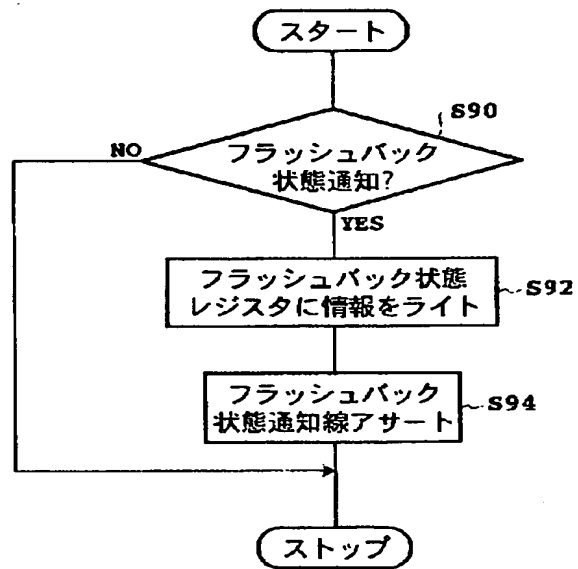 スタート
S90
NO
フラッシュバック
状態通知?
YES
フラッシュバック状態
レジスタに情報をライト
S92
フラッシュバック
状態通知線アサート
S94
ストップ